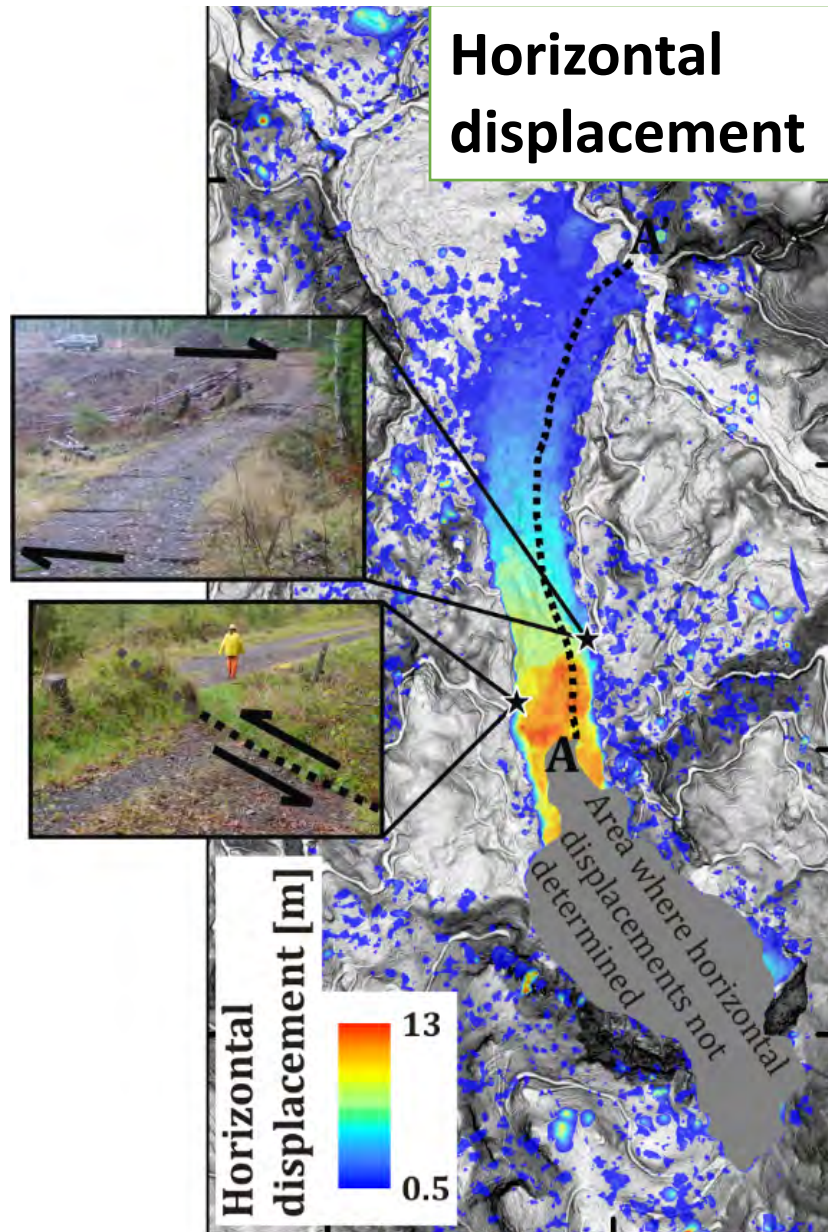 Horizontal
displacement
A'
A
Area where horizontal
displacements not
determined
Horizontal
displacement [m]
13
0.5